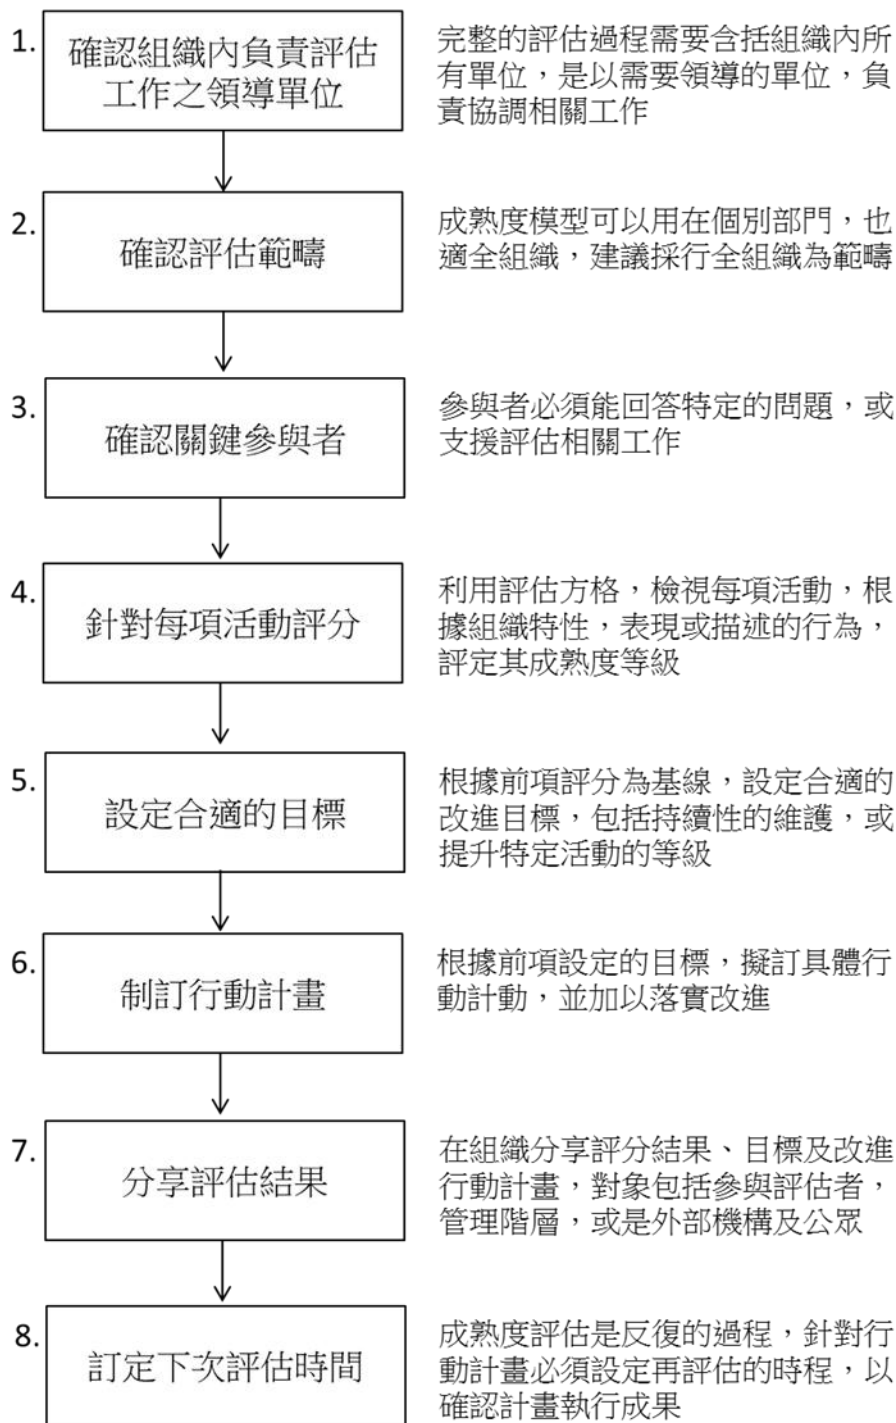 1.
確認組織內負責評估
工作之領導單位
完整的評估過程需要含括組織內所
有單位，是以需要領導的單位，負
責協調相關工作
2.
確認評估範疇
成熟度模型可以用在個別部門，也
適全組織，建議採行全組織為範疇
3.
確認關鍵參與者
參與者必須能回答特定的問題，或
支援評估相關工作
4.
針對每項活動評分
利用評估方格，檢視每項活動，根
據組織特性，表現或描述的行為，
評定其成熟度等級
5.
設定合適的目標
根據前項評分為基線，設定合適的
改進目標，包括持續性的維護，或
提升特定活動的等級
6.
制訂行動計畫
根據前項設定的目標，擬訂具體行
動計動，並加以落實改進
7.
分享評估結果
在組織分享評分結果、目標及改進
行動計畫，對象包括參與評估者，
管理階層，或是外部機構及公眾
8.
訂定下次評估時間
成熟度評估是反復的過程，針對行
動計畫必須設定再評估的時程，以
確認計畫執行成果